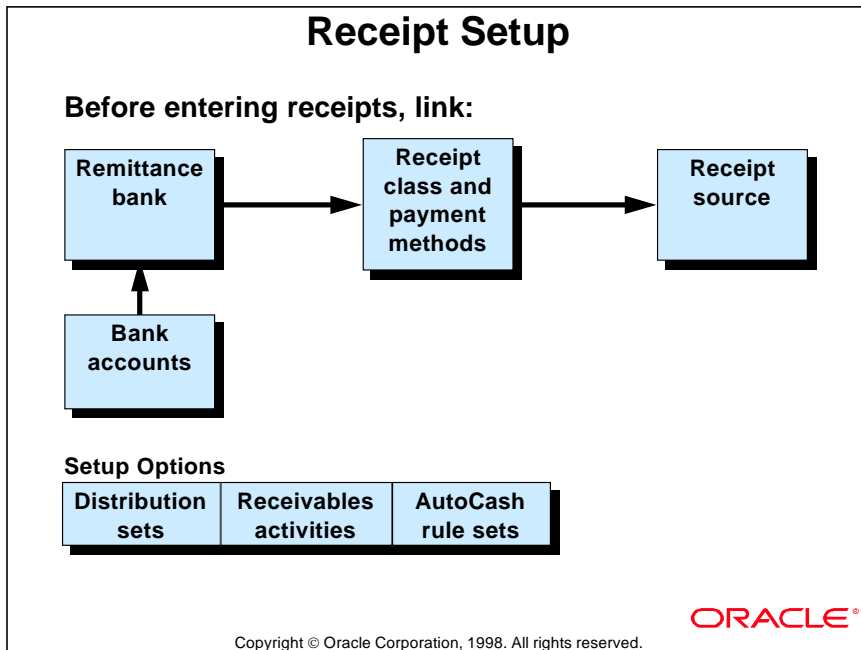 Receipt Setup
Before entering receipts, link:
Remittance
bank
Receipt
class and
payment
methods
Receipt
source
Bank
accounts
Setup Options
Distribution
sets
Receivables
activities
AutoCash
rule sets
ORACLE®
Copyright © Oracle Corporation, 1998. All rights reserved.